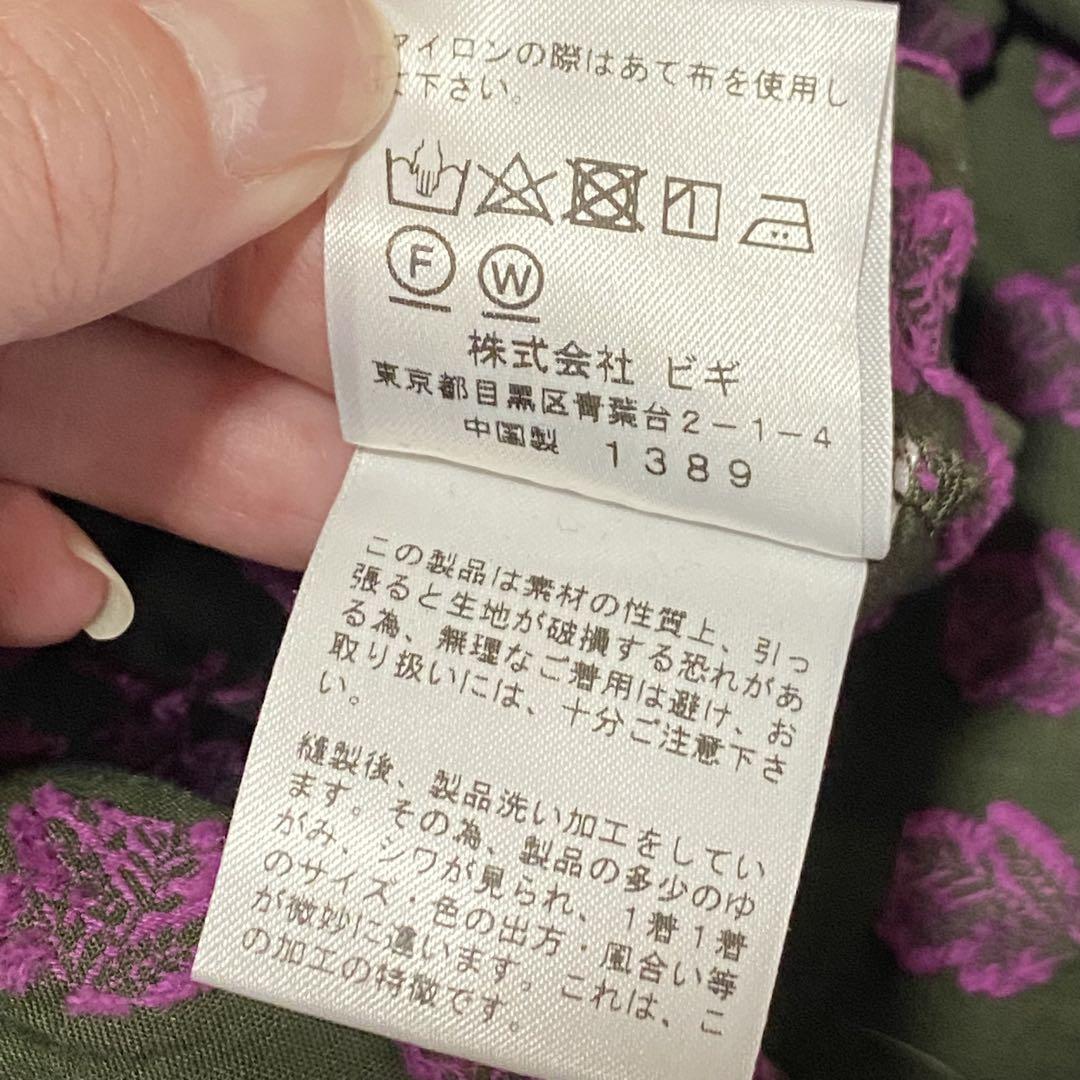 アイロンの際はあて布を使用し
て下さい。
F
W
株式会社 ビギ
東京都目黒区青葉台2-1-4
中国製 1389
この製品は素材の性質上、引っ
張ると生地が破損する恐れがあ
る為、無理なご着用は避け、お
取り扱いには、十分ご注意下さ
い。
縫製後、製品洗い加工をしてい
ます。その為、製品の多少のゆ
がみ、シワが見られ、1着1着
のサイズ・色の出方・風合い等
が微妙に違います。これは、こ
の加工の特徴です。